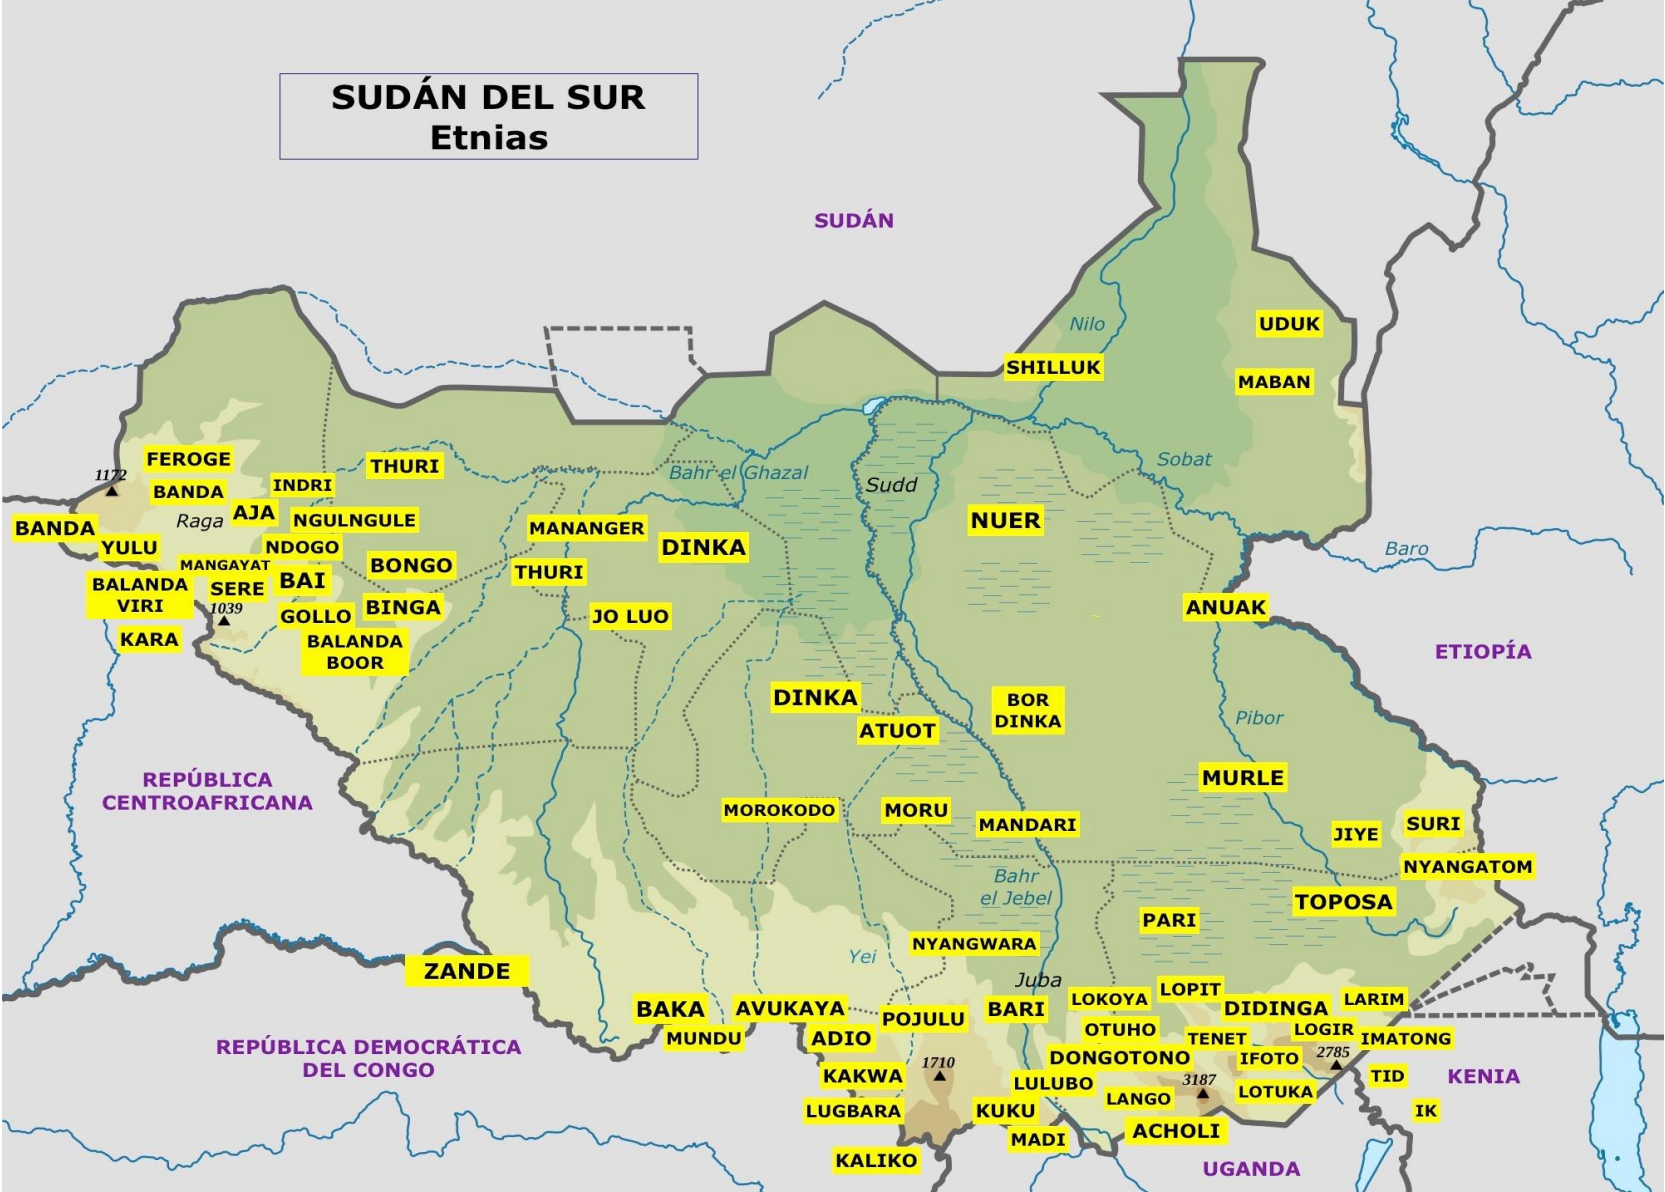 SUDÁN DEL SUR
Etnias
SUDÁN
Nilo
UDUK
SHILLUK
MABAN
FEROGE
THURI
1172
Bahr el Ghazal
Sobat
INDRI
Sudd
BANDA
AJA
Raga
NGULNGULE
BANDA
MANANGER
NUER
YULU
NDOGO
DINKA
Baro
MANGAYAT
BONGO
THURI
BAI
BALANDA
VIRI
SERE
1039
BINGA
ANUAK
GOLLO
JO LUO
KARA
BALANDA
BOOR
ETIOPÍA
DINKA
BOR
DINKA
ATUOT
Pibor
REPÚBLICA
CENTROAFRICANA
MURLE
MOROKODO
MORU
MANDARI
JIYE
SURI
NYANGATOM
Bahr
el Jebel
TOPOSA
PARI
NYANGWARA
Yei
ZANDE
Juba
LOPIT
LOKOYA
LARIM
BAKA
AVUKAYA
POJULU
BARI
DIDINGA
OTUHO
LOGIR
MUNDU
ADIO
TENET
IMATONG
REPÚBLICA DEMOCRÁTICA
DEL CONGO
DONGOTONO
IFOTO
2785
1710
KAKWA
LULUBO
3187
TID
KENIA
LANGO
LOTUKA
LUGBARA
KUKU
IK
MADI
ACHOLI
KALIKO
UGANDA